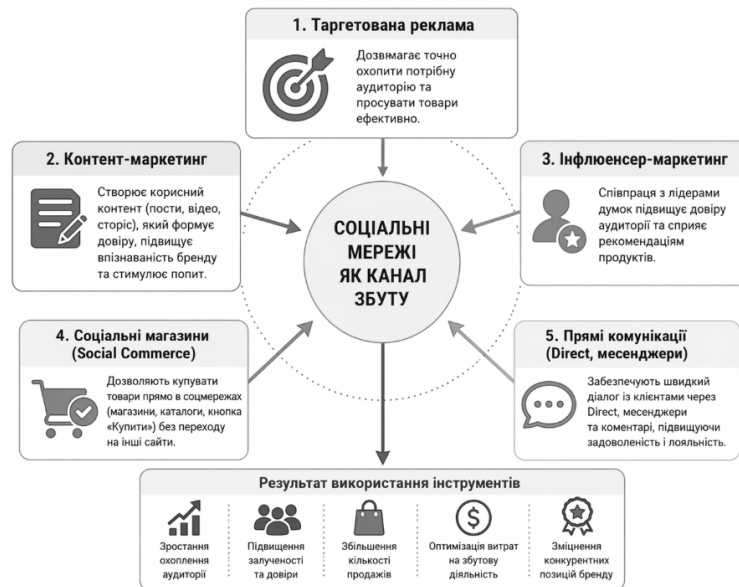 1. Таргетована реклама
Дозвмагає точно
охопити потрібну
аудиторію та
просувати товари
ефективно.
2. Контент-маркетинг
Створює корисний
контент (пости, відео,
сторіс), який формує
довіру, підвищує
впізнаваність бренду
та стимулює попит.
3. Інфлюенсер-маркетинг
Співпраця з лідерами
думок підвищує довіру
аудиторії та сприяє
рекомендаціям
продуктів.
СОЦІАЛЬНІ
МЕРЕЖІ
ЯК КАНАЛ
ЗБУТУ
4. Соціальні магазини
(Social Commerce)
Дозволяють купувати
товари прямо в соцмережах
(магазини, каталоги, кнопка
«Купити») без переходу
на інші сайти.
5. Прямі комунікації
(Direct, месенджери)
Забезпечують швидкий
діалог із клієнтами через
Direct, месенджери
та коментарі, підвищуючи
задоволеність і лояльність.
Результат використання інструментів
Зростання
охоплення
аудиторії
Підвищення
залученості
та довіри
Збільшення
кількості
продажів
Оптимізація витрат
на збутову
діяльність
Зміцнення
конкурентних
позицій бренду